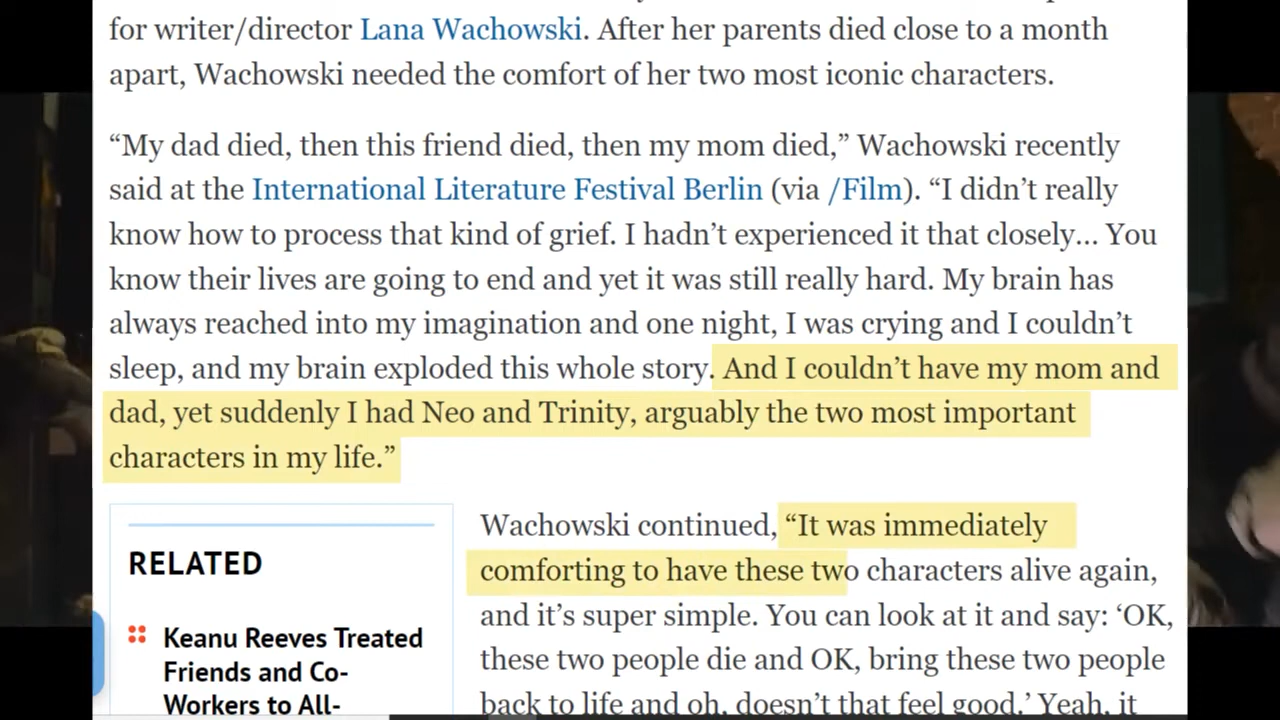 for writer/director Lana Wachowski. After her parents died close to a month
apart, Wachowski needed the comfort of her two most iconic characters.
“My dad died, then this friend died, then my mom died,” Wachowski recently
said at the International Literature Festival Berlin (via /Film). “I didn’t really
know how to process that kind of grief. I hadn’t experienced it that closely… You
know their lives are going to end and yet it was still really hard. My brain has
always reached into my imagination and one night, I was crying and I couldn’t
sleep, and my brain exploded this whole story. And I couldn’t have my mom and
dad, yet suddenly I had Neo and Trinity, arguably the two most important
characters in my life.”
RELATED
Keanu Reeves Treated
Friends and Co-
Workers to All-
Wachowski continued, “It was immediately
comforting to have these two characters alive again,
and it’s super simple. You can look at it and say: ‘OK,
these two people die and OK, bring these two people
back to life and oh, doesn’t that feel good.’ Yeah, it